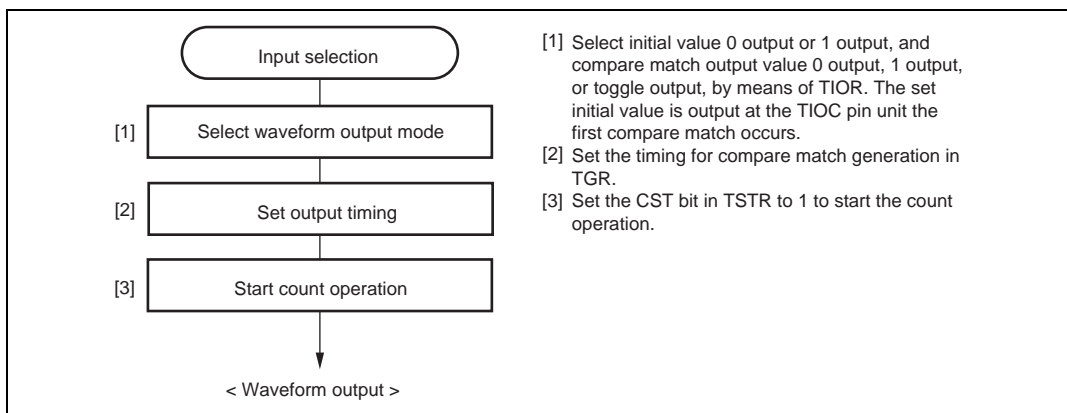 Input selection
[1] Select waveform output mode
[2] Set output timing
[3] Start count operation
< Waveform output >
[1] Select initial value 0 output or 1 output, and
compare match output value 0 output, 1 output,
or toggle output, by means of TIOR. The set
initial value is output at the TIOC pin unit the
first compare match occurs.
[2] Set the timing for compare match generation in
TGR.
[3] Set the CST bit in TSTR to 1 to start the count
operation.